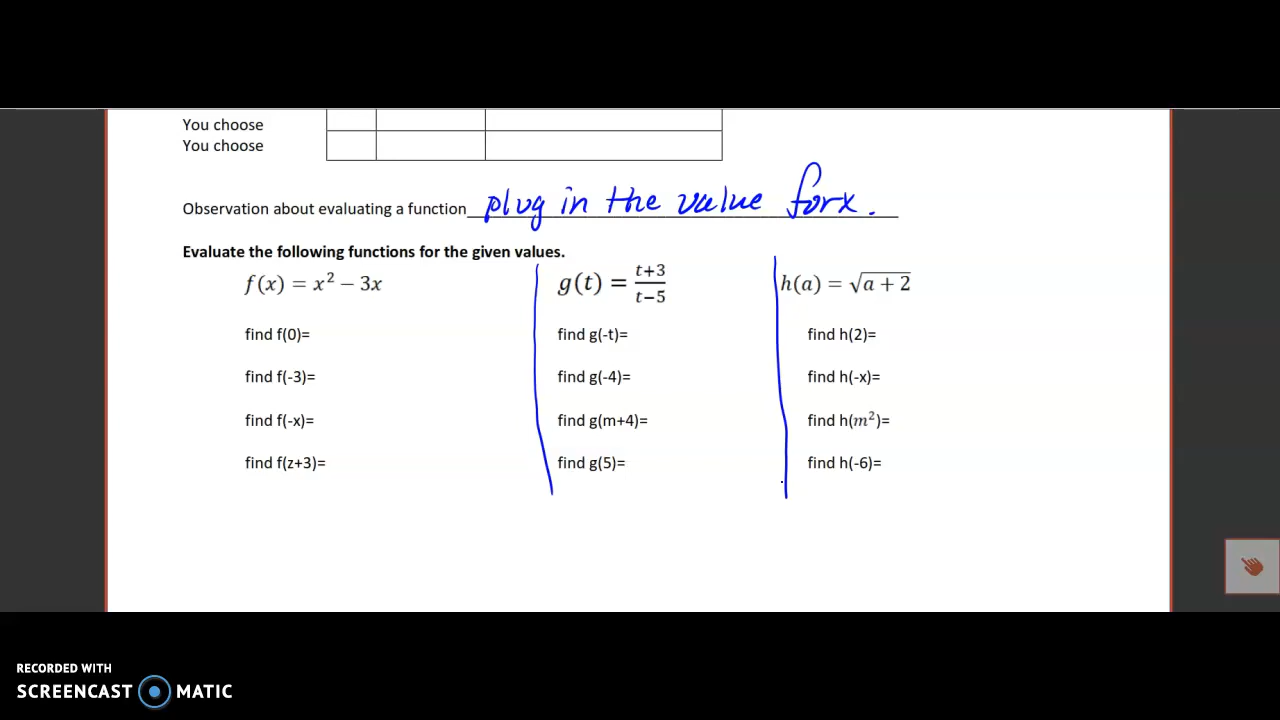 You choose
You choose
Observation about evaluating a function plug in the value for x.
Evaluate the following functions for the given values.
f(x) = x² − 3x g(t) = t+3/t−5 h(a) = √a + 2
find f(0)= find g(-t)= find h(2)=
find f(-3)= find g(-4)= find h(-x)=
find f(-x)= find g(m+4)= find h(m²)=
find f(z+3)= find g(5)= find h(-6)=
RECORDED WITH
SCREENCAST MATIC